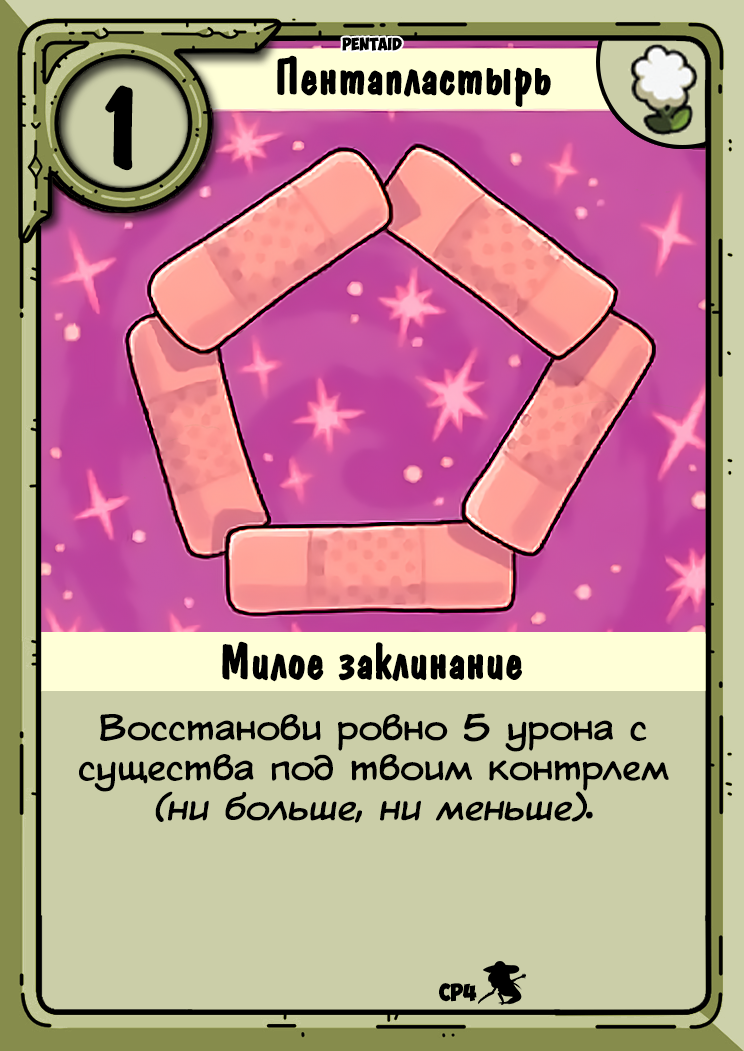 1
PENTAID
Пентапластырь
Милое заклинание
Восстанови ровно 5 урона с
существа под твоим контрлем
(ни больше, ни меньше).
CP4